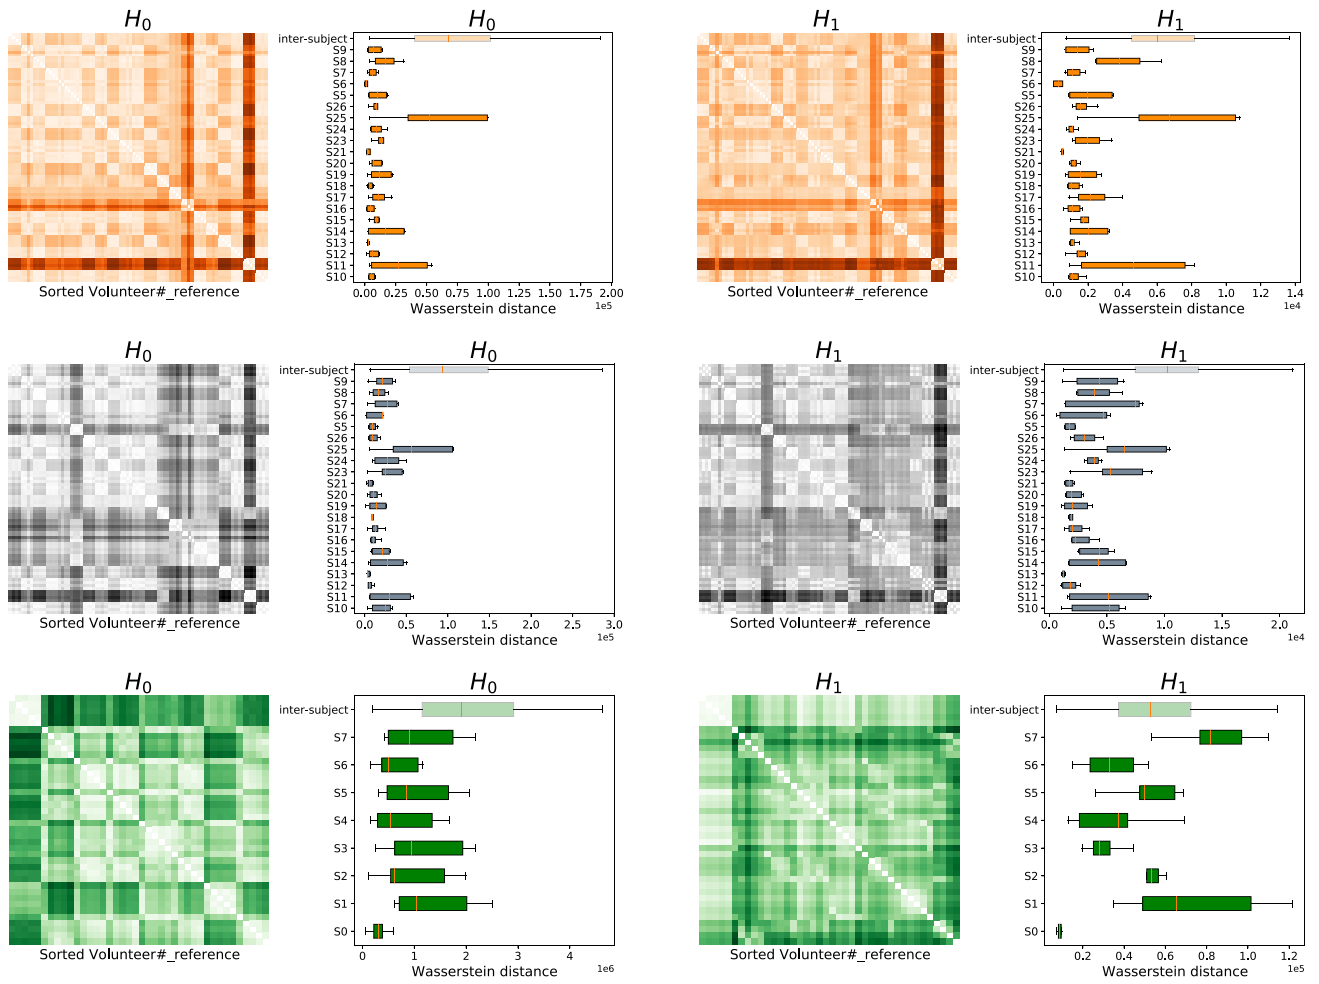 H0
Sorted Volunteer#_reference
H0
inter-subject
S9
S8
S7
S6
S5
S26
S25
S24
S23
S21
S20
S19
S18
S17
S16
S15
S14
S13
S12
S11
S10
0.00 0.25 0.50 0.75 1.00 1.25 1.50 1.75 2.00
1e5
Wasserstein distance
H1
Sorted Volunteer#_reference
H1
inter-subject
S9
S8
S7
S6
S5
S26
S25
S24
S23
S21
S20
S19
S18
S17
S16
S15
S14
S13
S12
S11
S10
0.0 0.2 0.4 0.6 0.8 1.0 1.2 1.4
1e4
Wasserstein distance
H0
Sorted Volunteer#_reference
H0
inter-subject
S9
S8
S7
S6
S5
S26
S25
S24
S23
S21
S20
S19
S18
S17
S16
S15
S14
S13
S12
S11
S10
0.0 0.5 1.0 1.5 2.0 2.5 3.0
1e5
Wasserstein distance
H1
Sorted Volunteer#_reference
H1
inter-subject
S9
S8
S7
S6
S5
S26
S25
S24
S23
S21
S20
S19
S18
S17
S16
S15
S14
S13
S12
S11
S10
0.0 0.5 1.0 1.5 2.0
1e4
Wasserstein distance
H0
Sorted Volunteer#_reference
H0
inter-subject
S7
S6
S5
S4
S3
S2
S1
S0
0 1 2 3 4
1e6
Wasserstein distance
H1
Sorted Volunteer#_reference
H1
inter-subject
S7
S6
S5
S4
S3
S2
S1
S0
0.2 0.4 0.6 0.8 1.0 1.2
1e5
Wasserstein distance